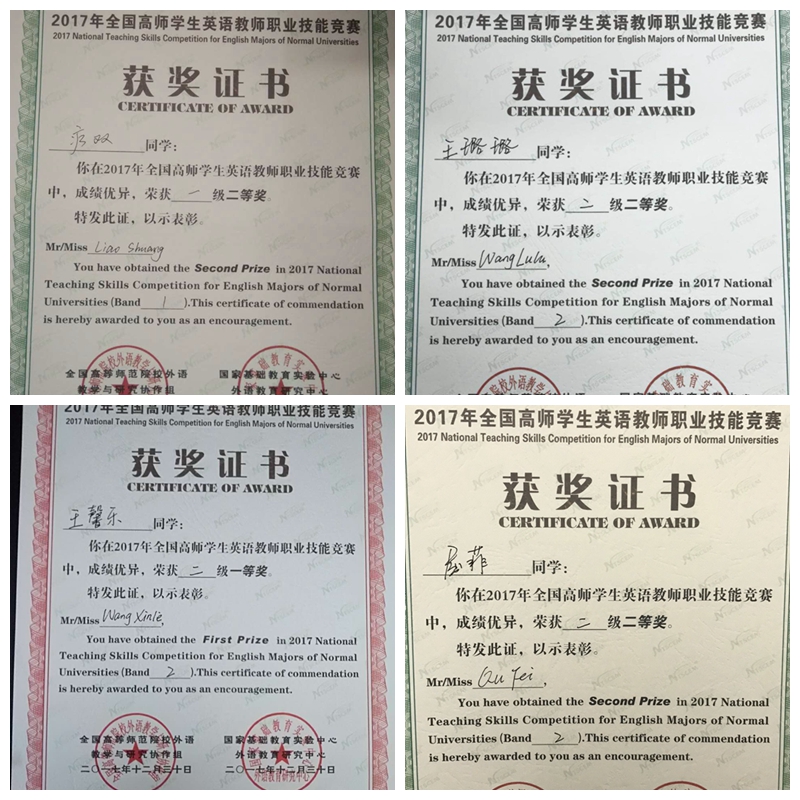 2017年全国高师学生英语教师职业技能竞赛
2017 National Teaching Skills Competition for English Majors of Normal Universities
获奖证书
CERTIFICATE OF AWARD
双同学：
你在2017年全国高师学生英语教师职业技能竞赛
中，成绩优异，荣获一级二等奖。
特发此证，以示表彰。
Mr/Miss Liao Shuang
You have obtained the Second Prize in 2017 National
Teaching Skills Competition for English Majors of Normal
Universities (Band 1 ).This certificate of commendation
is hereby awarded to you as an encouragement.
全国高等师范院校外语 国家基础教育实验中心
教学与研究协作组 外语教育研究中心
2017年全国高师学生英语教师职业技能竞赛
2017 National Teaching Skills Competition for English Majors of Normal Universities
获奖证书
CERTIFICATE OF AWARD
王璐璐同学：
你在2017年全国高师学生英语教师职业技能竞赛
中，成绩优异，荣获二级二等奖。
特发此证，以示表彰。
Mr/Miss Wang Lulu,
You have obtained the Second Prize in 2017 National
Teaching Skills Competition for English Majors of Normal
Universities (Band 2 ).This certificate of commendation
is hereby awarded to you as an encouragement.
2017年全国高师学生英语教师职业技能竞赛
2017 National Teaching Skills Competition for English Majors of Normal Universities
获奖证书
CERTIFICATE OF AWARD
王馨乐同学：
你在2017年全国高师学生英语教师职业技能竞赛
中，成绩优异，荣获二级一等奖。
特发此证，以示表彰。
Mr/Miss Wang Xinle,
You have obtained the First Prize in 2017 National
Teaching Skills Competition for English Majors of Normal
Universities (Band 2 ).This certificate of commendation
is hereby awarded to you as an encouragement.
全国高等师范院校外语 国家基础教育实验中心
教学与研究协作组 外语教育研究中心
二〇一七年十二月三十日 二〇一七年十二月三十日
2017年全国高师学生英语教师职业技能竞赛
2017 National Teaching Skills Competition for English Majors of Normal Universities
获奖证书
CERTIFICATE OF AWARD
屈菲同学：
你在2017年全国高师学生英语教师职业技能竞赛
中，成绩优异，荣获二级二等奖。
特发此证，以示表彰。
Mr/Miss Qu Fei,
You have obtained the Second Prize in 2017 National
Teaching Skills Competition for English Majors of Normal
Universities (Band 2 ).This certificate of commendation
is hereby awarded to you as an encouragement.